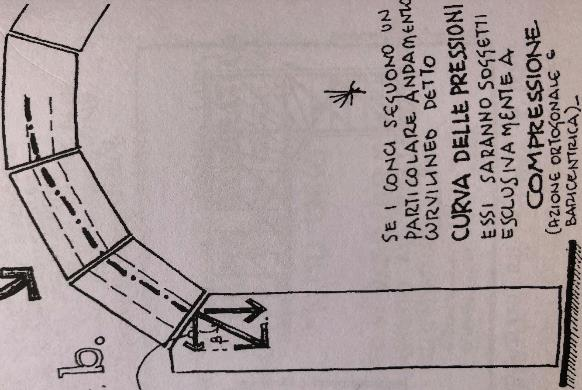 SE I CONCI SEGUONO UN
PARTICOLARE ANDAMENTO
CURVILINEO DETTO
CURVA DELLE PRESSIONI
ESSI SARANNO SOGGETTI
ESCLUSIVAMENTE A
COMPRESSIONE
(AZIONE ORTOGONALE E
BARICENTRICA)_
b.
β